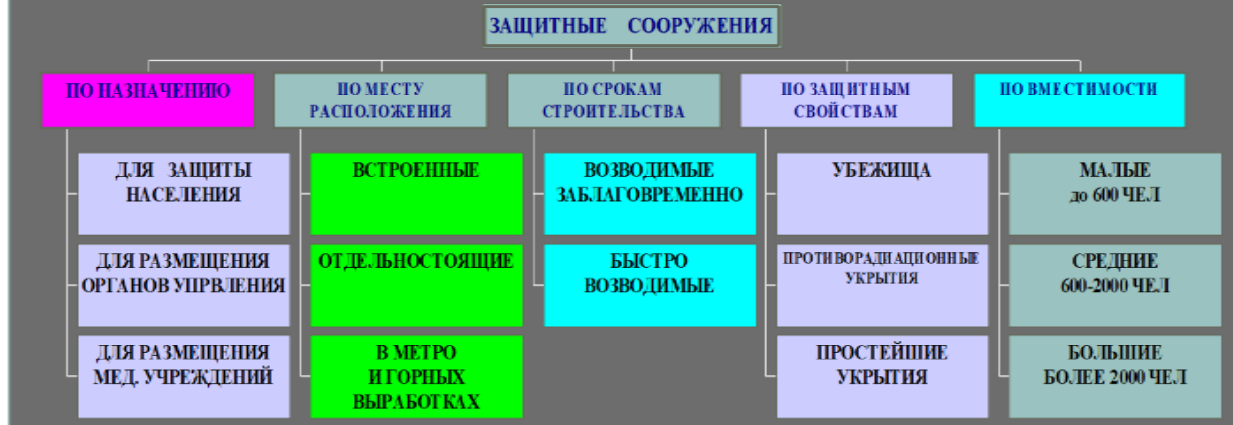 ЗАЩИТНЫЕ СООРУЖЕНИЯ
ПО НАЗНАЧЕНИЮ
ПО МЕСТУ
РАСПОЛОЖЕНИЯ
ПО СРОКАМ
СТРОИТЕЛЬСТВА
ПО ЗАЩИТНЫМ
СВОЙСТВАМ
ПО ВМЕСТИМОСТИ
ДЛЯ ЗАЩИТЫ
НАСЕЛЕНИЯ
ВСТРОЕННЫЕ
ВОЗВОДИМЫЕ
ЗАБЛАГОВРЕМЕННО
УБЕЖИЩА
МАЛЫЕ
до 600 ЧЕЛ
ДЛЯ РАЗМЕЩЕНИЯ
ОРГАНОВ УПРВЛЕНИЯ
ОТДЕЛЬНОСТОЯЩИЕ
БЫСТРО
ВОЗВОДИМЫЕ
ПРОТИВОРАДИАЦИОННЫЕ
УКРЫТИЯ
СРЕДНИЕ
600-2000 ЧЕЛ
ДЛЯ РАЗМЕЩЕНИЯ
МЕД. УЧРЕЖДЕНИЙ
В МЕТРО
И ГОРНЫХ
ВЫРАБОТКАХ
ПРОСТЕЙШИЕ
УКРЫТИЯ
БОЛЬШИЕ
БОЛЕЕ 2000 ЧЕЛ